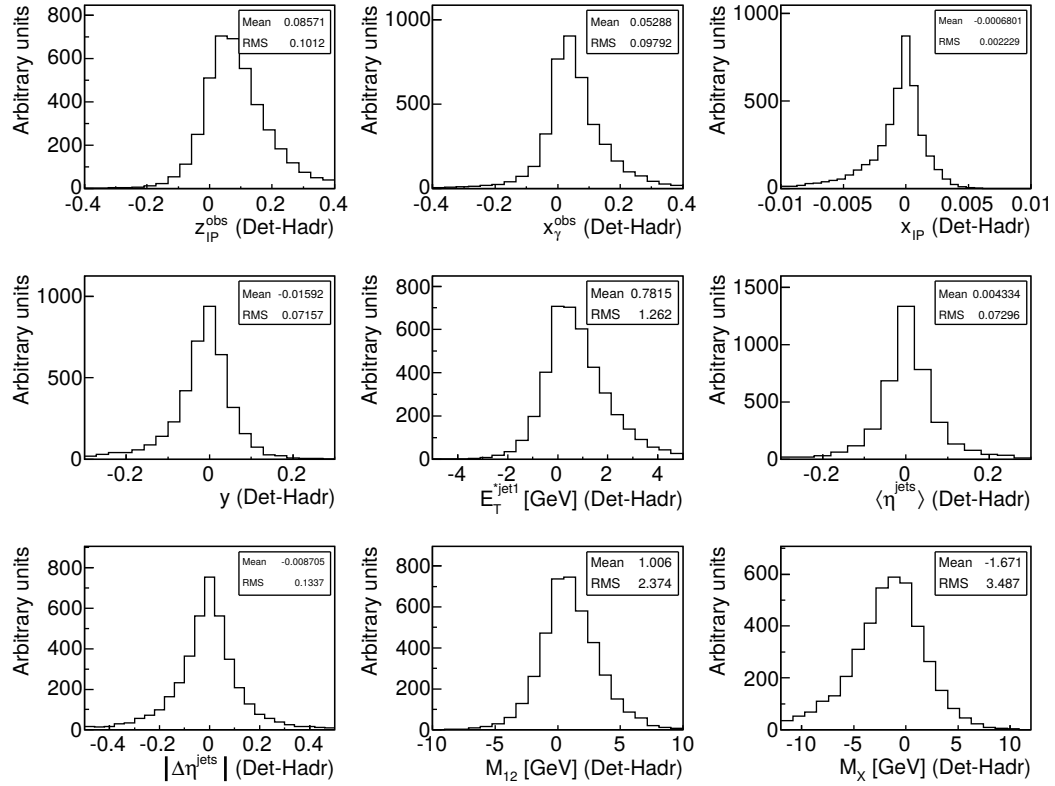 Arbitrary units
800
600
400
200
0
-0.4 -0.2 0 0.2 0.4
z_IP^obs (Det-Hadr)
Mean 0.08571
RMS 0.1012
Arbitrary units
1000
500
0
-0.4 -0.2 0 0.2 0.4
x_γ^obs (Det-Hadr)
Mean 0.05288
RMS 0.09792
Arbitrary units
1000
500
0
-0.01 -0.005 0 0.005 0.01
x_IP (Det-Hadr)
Mean -0.0006801
RMS 0.002229
Arbitrary units
1000
500
0
-0.2 0 0.2
y (Det-Hadr)
Mean -0.01592
RMS 0.07157
Arbitrary units
800
600
400
200
0
-4 -2 0 2 4
E_T^*jet1 [GeV] (Det-Hadr)
Mean 0.7815
RMS 1.262
Arbitrary units
1500
1000
500
0
-0.2 0 0.2
⟨η^jets⟩ (Det-Hadr)
Mean 0.004334
RMS 0.07296
Arbitrary units
800
600
400
200
0
-0.4 -0.2 0 0.2 0.4
|Δη^jets| (Det-Hadr)
Mean -0.008705
RMS 0.1337
Arbitrary units
800
600
400
200
0
-10 -5 0 5 10
M_12 [GeV] (Det-Hadr)
Mean 1.006
RMS 2.374
Arbitrary units
600
400
200
0
-10 -5 0 5 10
M_X [GeV] (Det-Hadr)
Mean -1.671
RMS 3.487